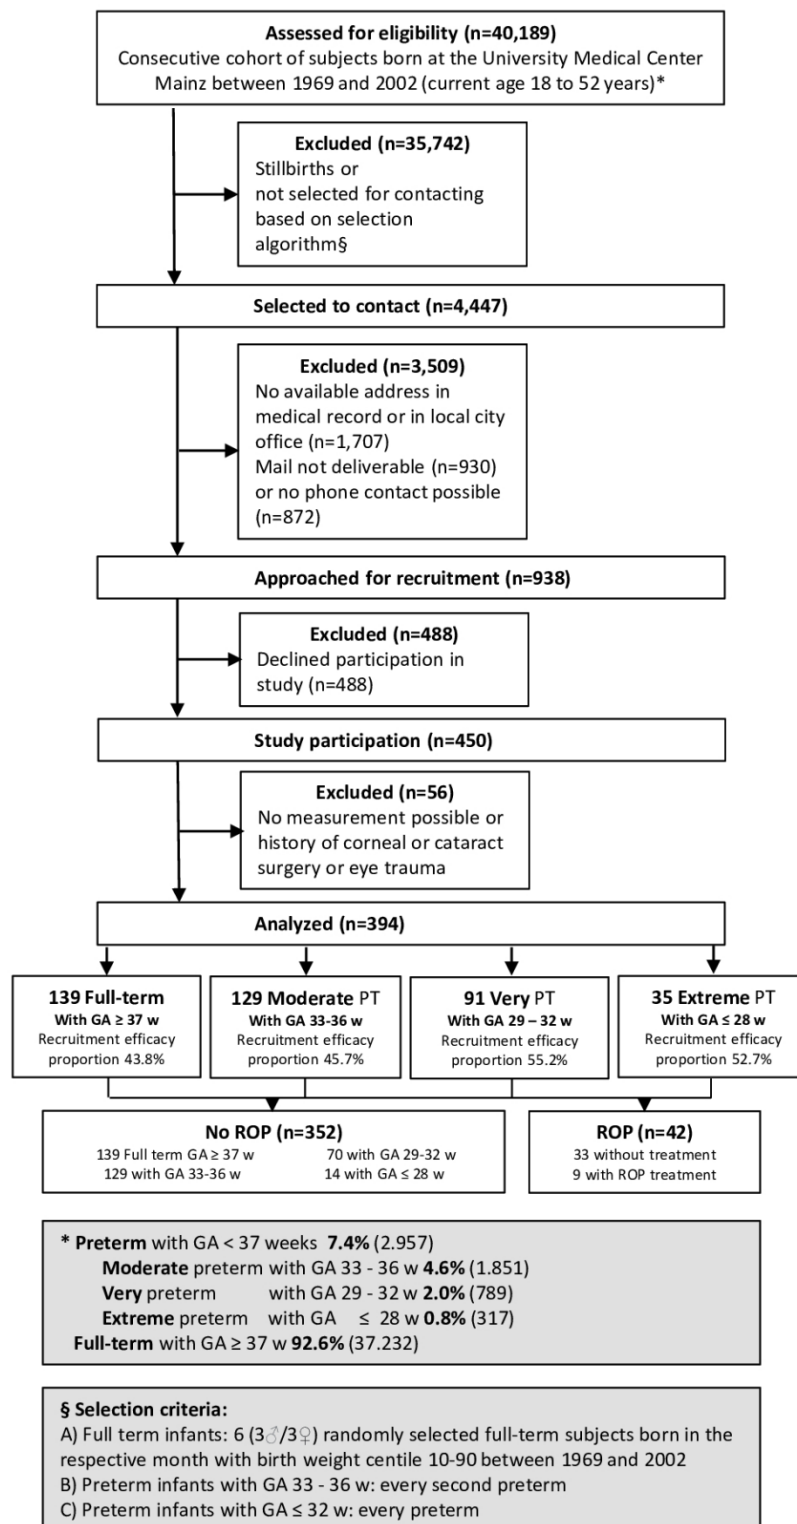 Assessed for eligibility (n=40,189)
Consecutive cohort of subjects born at the University Medical Center
Mainz between 1969 and 2002 (current age 18 to 52 years)*
Excluded (n=35,742)
Stillbirths or
not selected for contacting
based on selection
algorithm§
Selected to contact (n=4,447)
Excluded (n=3,509)
No available address in
medical record or in local city
office (n=1,707)
Mail not deliverable (n=930)
or no phone contact possible
(n=872)
Approached for recruitment (n=938)
Excluded (n=488)
Declined participation in
study (n=488)
Study participation (n=450)
Excluded (n=56)
No measurement possible or
history of corneal or cataract
surgery or eye trauma
Analyzed (n=394)
139 Full-term
With GA ≥ 37 w
Recruitment efficacy
proportion 43.8%
129 Moderate PT
With GA 33-36 w
Recruitment efficacy
proportion 45.7%
91 Very PT
With GA 29 – 32 w
Recruitment efficacy
proportion 55.2%
35 Extreme PT
With GA ≤ 28 w
Recruitment efficacy
proportion 52.7%
No ROP (n=352)
139 Full term GA ≥ 37 w 70 with GA 29-32 w
129 with GA 33-36 w 14 with GA ≤ 28 w
ROP (n=42)
33 without treatment
9 with ROP treatment
* Preterm with GA < 37 weeks 7.4% (2.957)
Moderate preterm with GA 33 - 36 w 4.6% (1.851)
Very preterm with GA 29 - 32 w 2.0% (789)
Extreme preterm with GA ≤ 28 w 0.8% (317)
Full-term with GA ≥ 37 w 92.6% (37.232)
§ Selection criteria:
A) Full term infants: 6 (3♂/3♀) randomly selected full-term subjects born in the
respective month with birth weight centile 10-90 between 1969 and 2002
B) Preterm infants with GA 33 - 36 w: every second preterm
C) Preterm infants with GA ≤ 32 w: every preterm